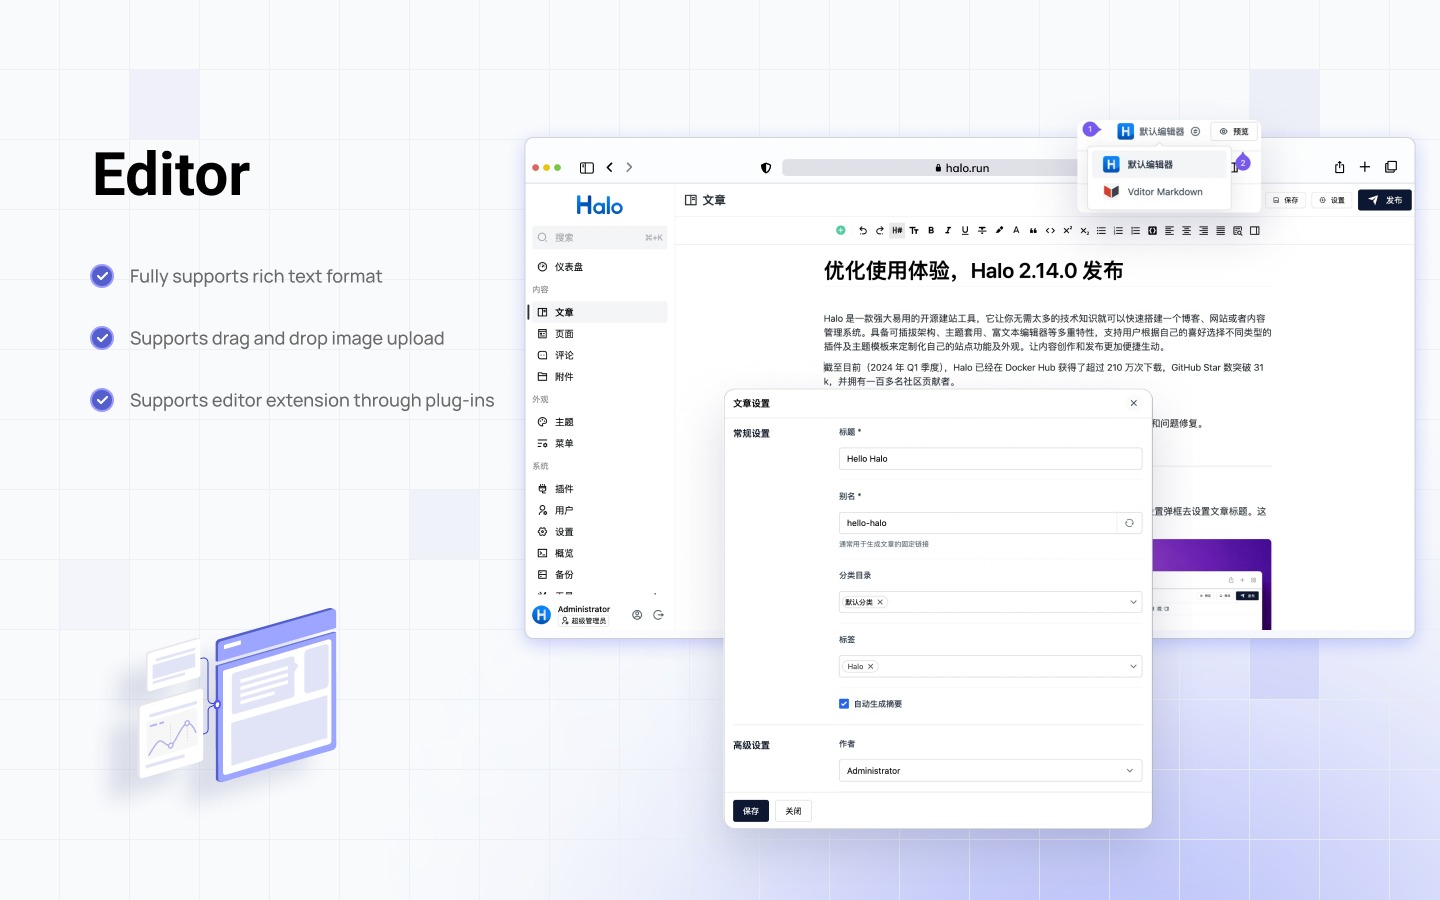 Editor
Fully supports rich text format
Supports drag and drop image upload
Supports editor extension through plug-ins
halo.run
1
默认编辑器
预览
默认编辑器
2
Vditor Markdown
Halo
搜索
⌘+K
仪表盘
内容
文章
页面
评论
附件
外观
主题
菜单
系统
插件
用户
设置
概览
备份
Administrator
超级管理员
文章
保存
设置
发布
优化使用体验，Halo 2.14.0 发布
Halo 是一款强大易用的开源建站工具，它让你无需太多的技术知识就可以快速搭建一个博客、网站或者内容
管理系统。具备可插拔架构、主题套用、富文本编辑器等多重特性，支持用户根据自己的喜好选择不同类型的
插件及主题模板来定制化自己的站点功能及外观。让内容创作和发布更加便捷生动。
截至目前（2024 年 Q1 季度），Halo 已经在 Docker Hub 获得了超过 210 万次下载，GitHub Star 数突破 31
k，并拥有一百多名社区贡献者。
和问题修复。
置弹框去设置文章标题。这
文章设置
常规设置
标题 *
Hello Halo
别名 *
hello-halo
通常用于生成文章的固定链接
分类目录
默认分类
标签
Halo
自动生成摘要
高级设置
作者
Administrator
保存
关闭